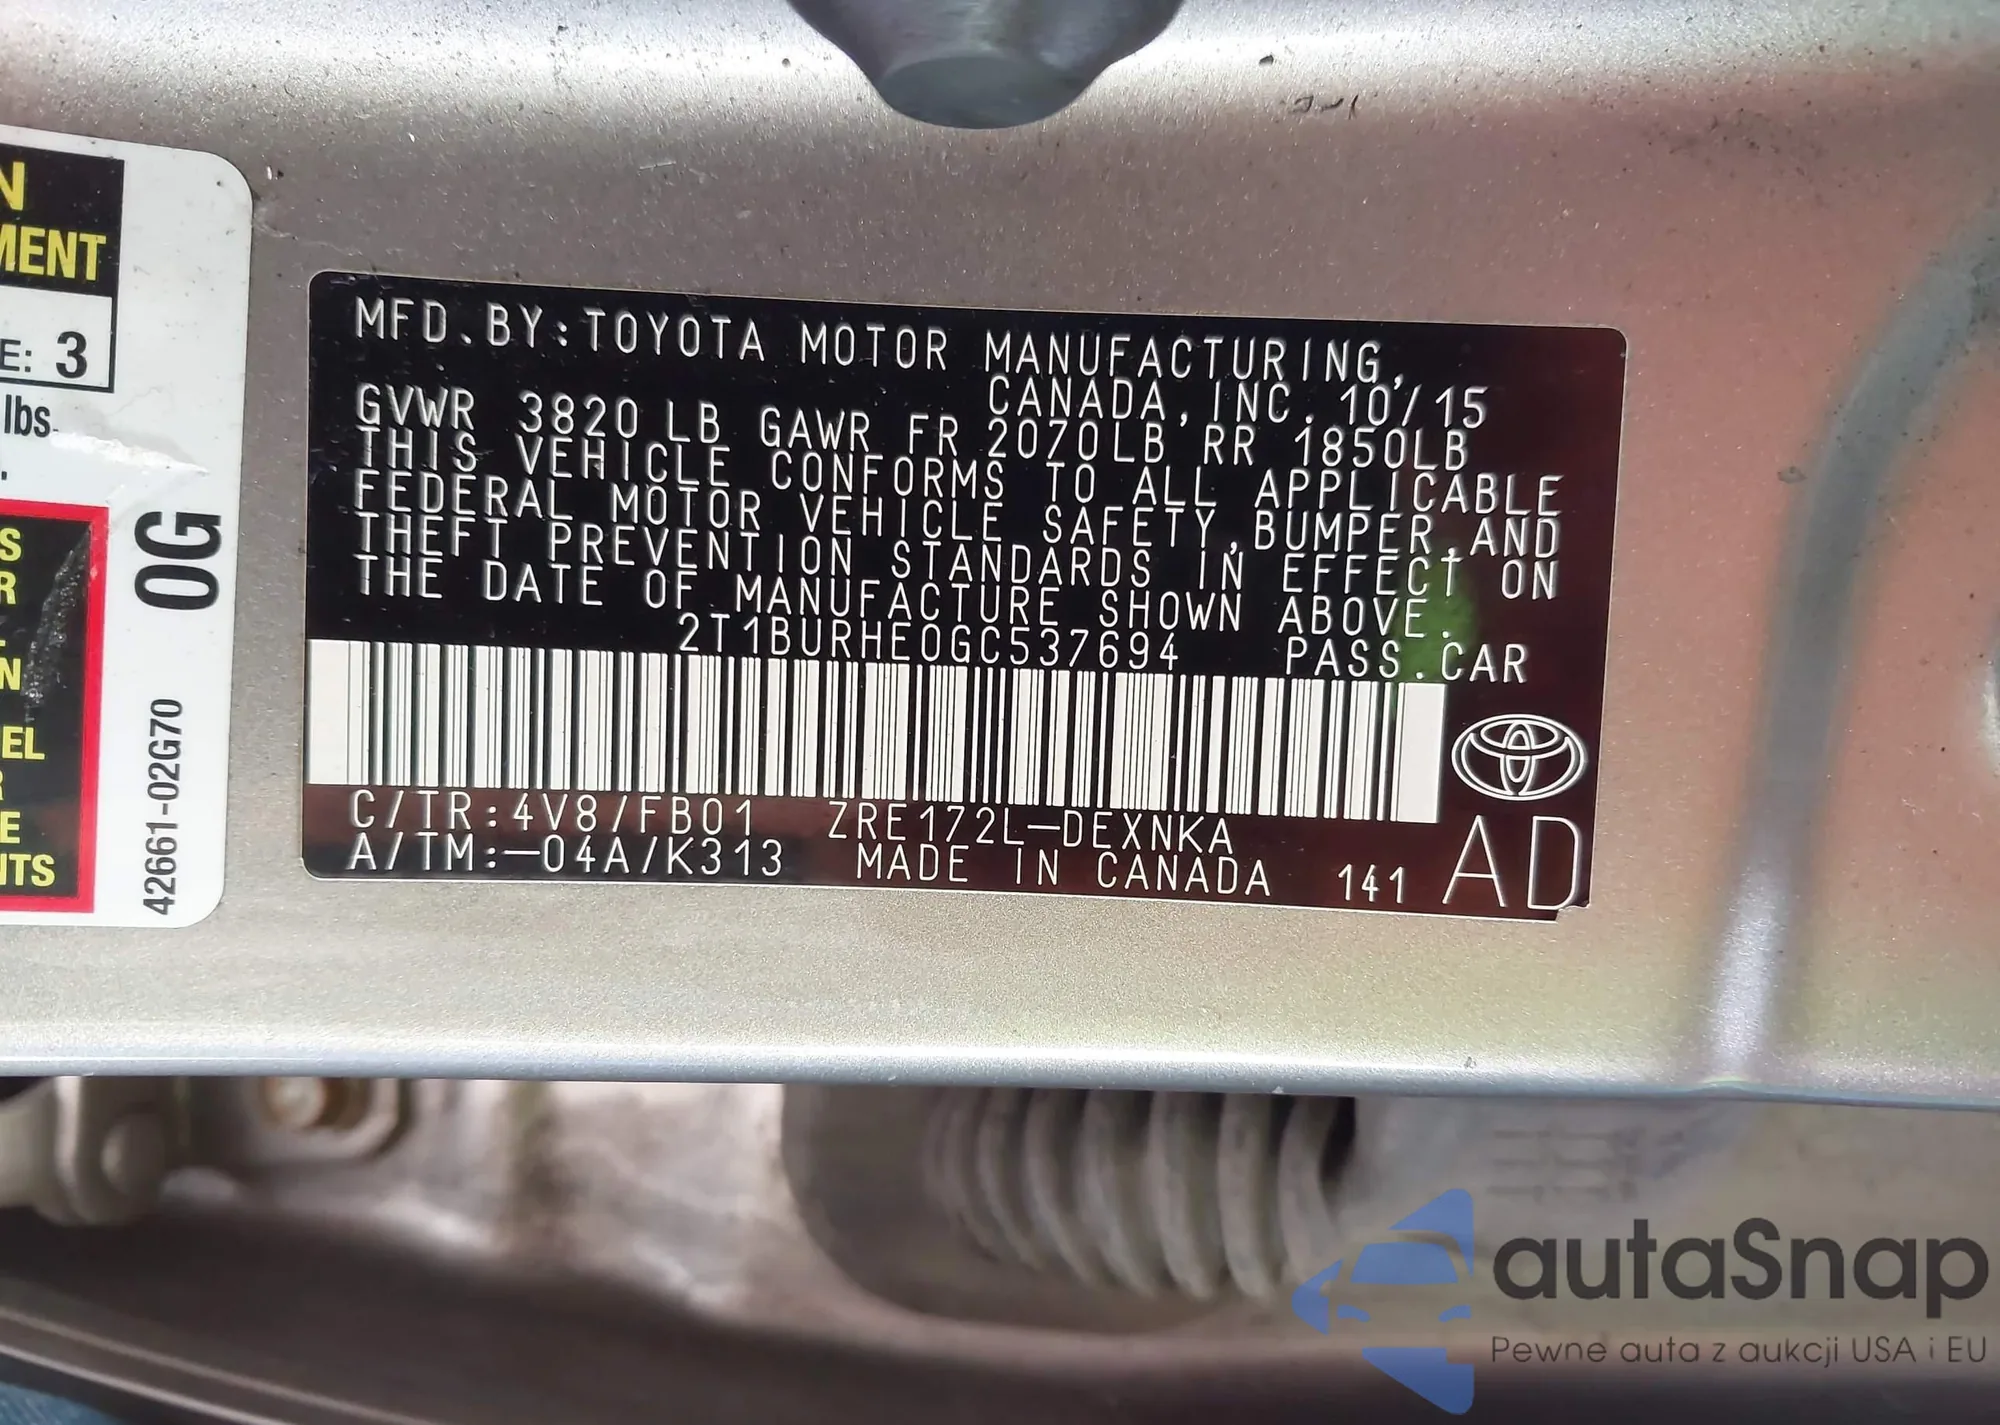 N
MENT
E: 3
lbs.
S
R
N
EL
R
E
NTS
0G
42661-02G70
MFD.BY:TOYOTA MOTOR MANUFACTURING,
CANADA,INC. 10/15
GVWR 3820 LB GAWR FR 2070LB RR 1850LB
THIS VEHICLE CONFORMS TO ALL APPLICABLE
FEDERAL MOTOR VEHICLE SAFETY,BUMPER,AND
THEFT PREVENTION STANDARDS IN EFFECT ON
THE DATE OF MANUFACTURE SHOWN ABOVE.
2T1BURHE0GC537694 PASS.CAR
C/TR:4V8/FB01 ZRE172L-DEXNKA
A/TM:-04A/K313 MADE IN CANADA 141 AD
autaSnap
Pewne auta z aukcji USA i EU